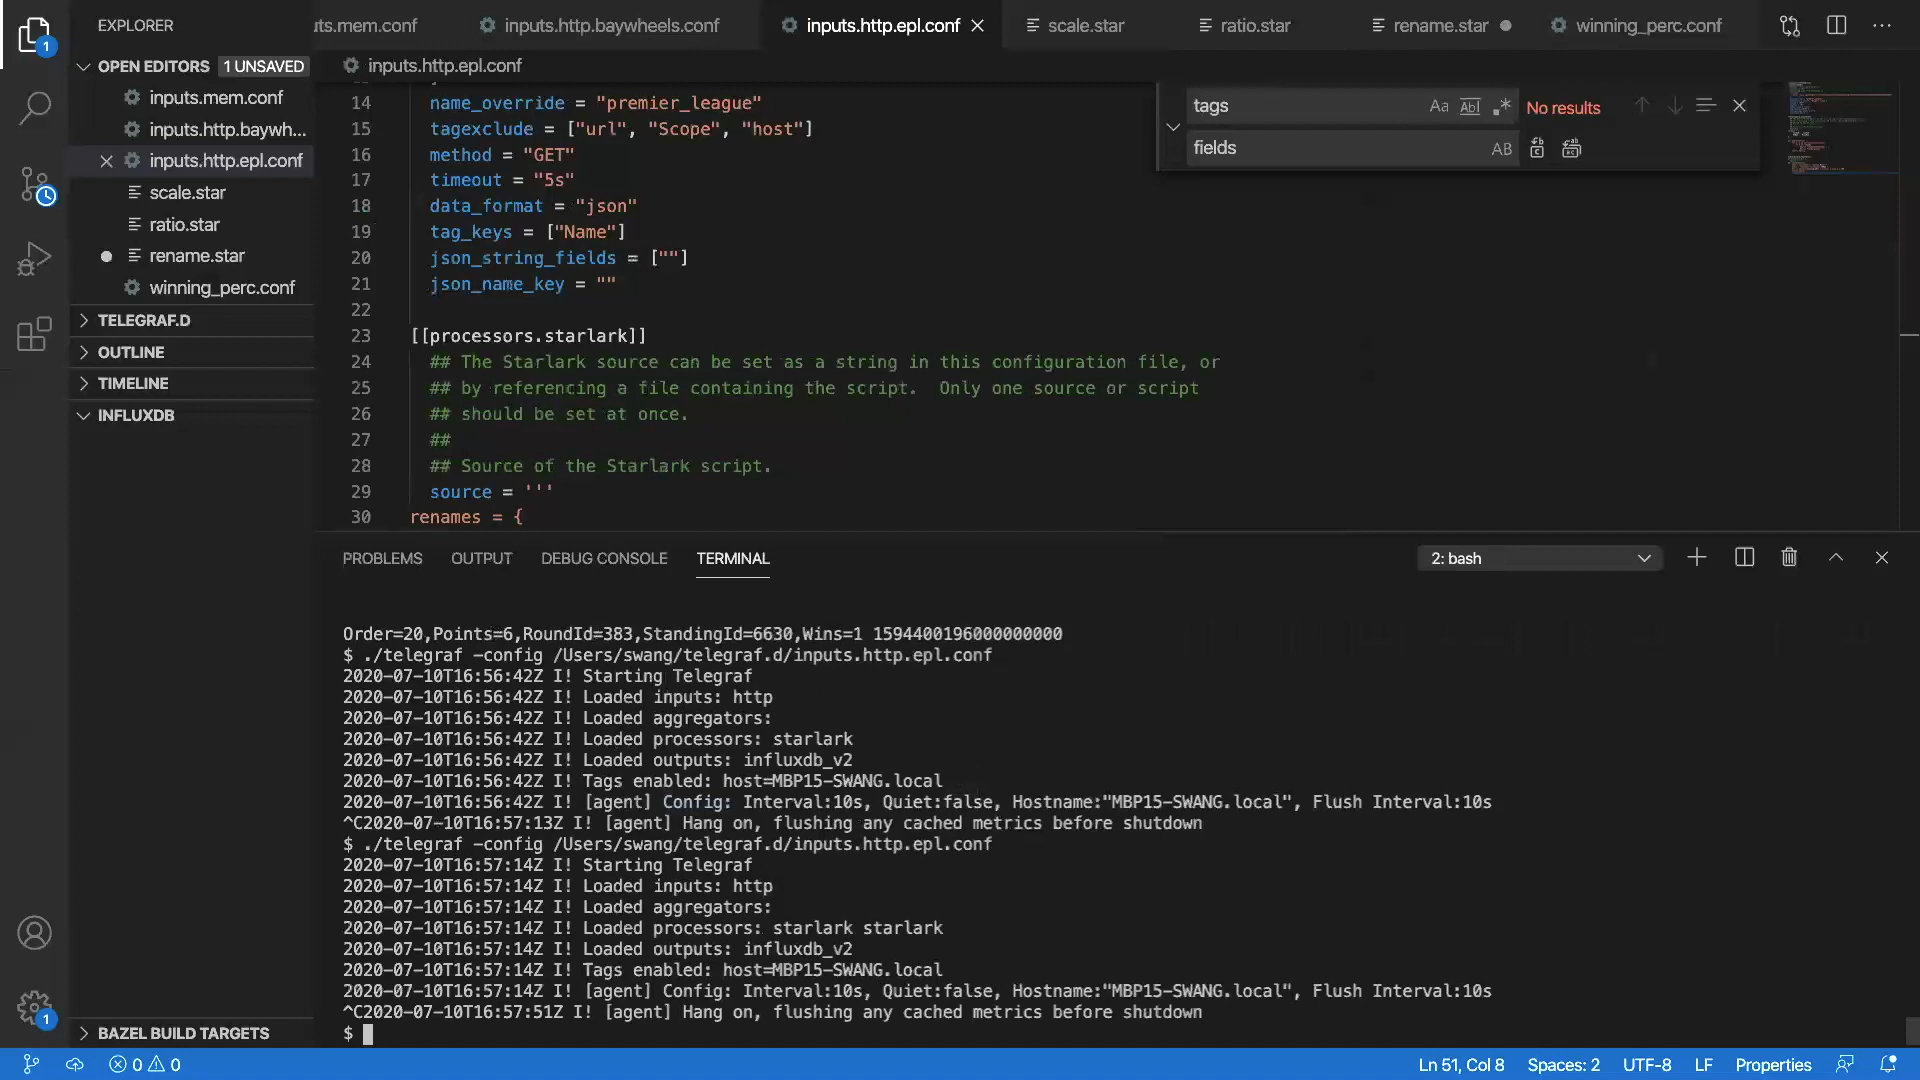 EXPLORER
uts.mem.conf
inputs.http.baywheels.conf
inputs.http.epl.conf
scale.star
ratio.star
rename.star
winning_perc.conf
OPEN EDITORS 1 UNSAVED
inputs.mem.conf
inputs.http.baywh...
inputs.http.epl.conf
scale.star
ratio.star
rename.star
winning_perc.conf
TELEGRAF.D
OUTLINE
TIMELINE
INFLUXDB
BAZEL BUILD TARGETS
inputs.http.epl.conf
tags Aa Abl .* No results
fields AB
14 name_override = "premier_league"
15 tagexclude = ["url", "Scope", "host"]
16 method = "GET"
17 timeout = "5s"
18 data_format = "json"
19 tag_keys = ["Name"]
20 json_string_fields = [""]
21 json_name_key = ""
22
23 [[processors.starlark]]
24 ## The Starlark source can be set as a string in this configuration file, or
25 ## by referencing a file containing the script.  Only one source or script
26 ## should be set at once.
27 ##
28 ## Source of the Starlark script.
29 source = '''
30 renames = {
PROBLEMS OUTPUT DEBUG CONSOLE TERMINAL 2: bash
Order=20,Points=6,RoundId=383,StandingId=6630,Wins=1 1594400196000000000
$ ./telegraf -config /Users/swang/telegraf.d/inputs.http.epl.conf
2020-07-10T16:56:42Z I! Starting Telegraf
2020-07-10T16:56:42Z I! Loaded inputs: http
2020-07-10T16:56:42Z I! Loaded aggregators:
2020-07-10T16:56:42Z I! Loaded processors: starlark
2020-07-10T16:56:42Z I! Loaded outputs: influxdb_v2
2020-07-10T16:56:42Z I! Tags enabled: host=MBP15-SWANG.local
2020-07-10T16:56:42Z I! [agent] Config: Interval:10s, Quiet:false, Hostname:"MBP15-SWANG.local", Flush Interval:10s
^C2020-07-10T16:57:13Z I! [agent] Hang on, flushing any cached metrics before shutdown
$ ./telegraf -config /Users/swang/telegraf.d/inputs.http.epl.conf
2020-07-10T16:57:14Z I! Starting Telegraf
2020-07-10T16:57:14Z I! Loaded inputs: http
2020-07-10T16:57:14Z I! Loaded aggregators:
2020-07-10T16:57:14Z I! Loaded processors: starlark starlark
2020-07-10T16:57:14Z I! Loaded outputs: influxdb_v2
2020-07-10T16:57:14Z I! Tags enabled: host=MBP15-SWANG.local
2020-07-10T16:57:14Z I! [agent] Config: Interval:10s, Quiet:false, Hostname:"MBP15-SWANG.local", Flush Interval:10s
^C2020-07-10T16:57:51Z I! [agent] Hang on, flushing any cached metrics before shutdown
$
1
1
0 0
Ln 51, Col 8 Spaces: 2 UTF-8 LF Properties